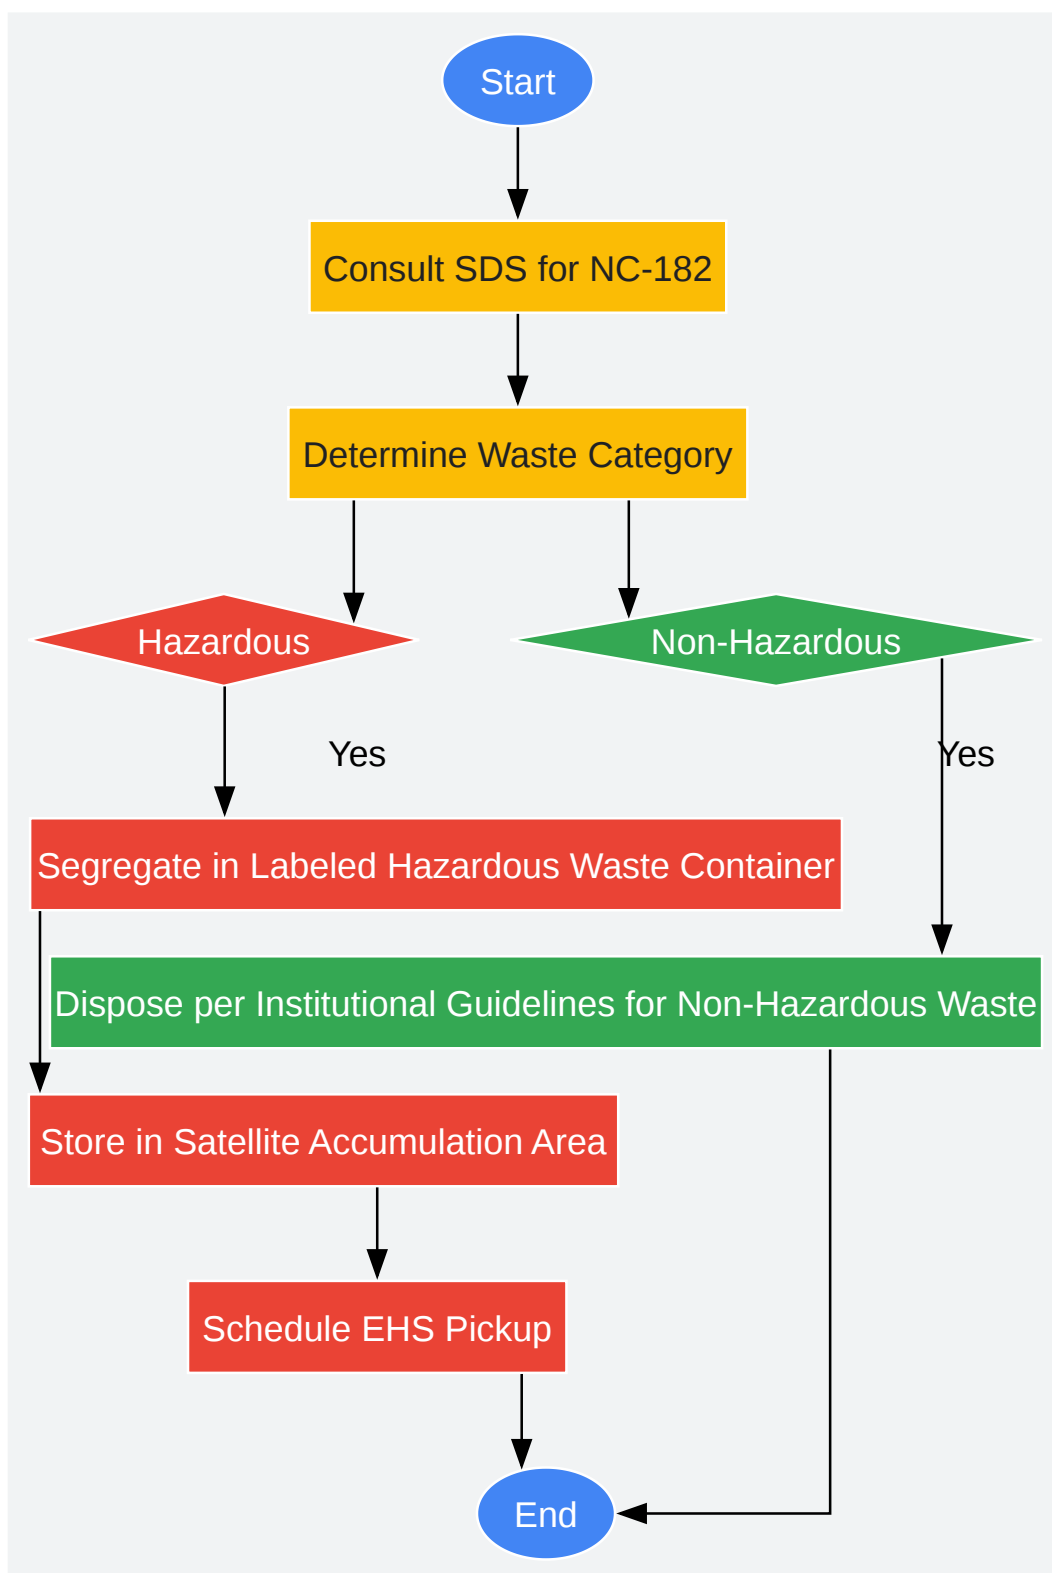 Start
Consult SDS for NC-182
Determine Waste Category
Hazardous
Non-Hazardous
Yes
Yes
Segregate in Labeled Hazardous Waste Container
Dispose per Institutional Guidelines for Non-Hazardous Waste
Store in Satellite Accumulation Area
Schedule EHS Pickup
End